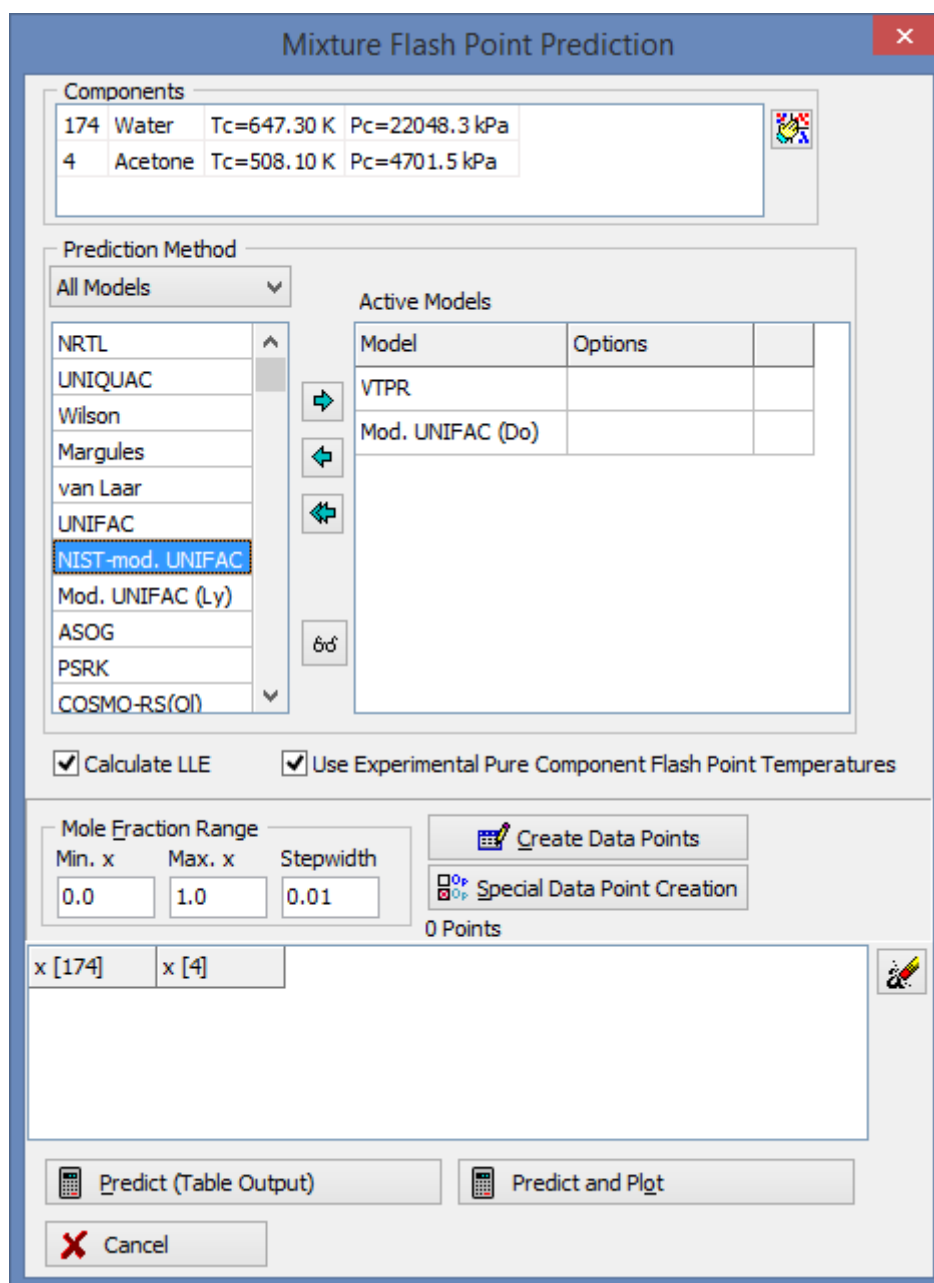 Mixture Flash Point Prediction
Components
174 Water Tc=647.30 K Pc=22048.3 kPa
4 Acetone Tc=508.10 K Pc=4701.5 kPa
Prediction Method
All Models
Active Models
NRTL
UNIQUAC
Wilson
Margules
van Laar
UNIFAC
NIST-mod. UNIFAC
Mod. UNIFAC (Ly)
ASOG
PSRK
COSMO-RS(Ol)
Model Options
VTPR
Mod. UNIFAC (Do)
Calculate LLE
Use Experimental Pure Component Flash Point Temperatures
Mole Fraction Range
Min. x Max. x Stepwidth
0.0 1.0 0.01
Create Data Points
Special Data Point Creation
0 Points
x [174] x [4]
Predict (Table Output)
Predict and Plot
Cancel